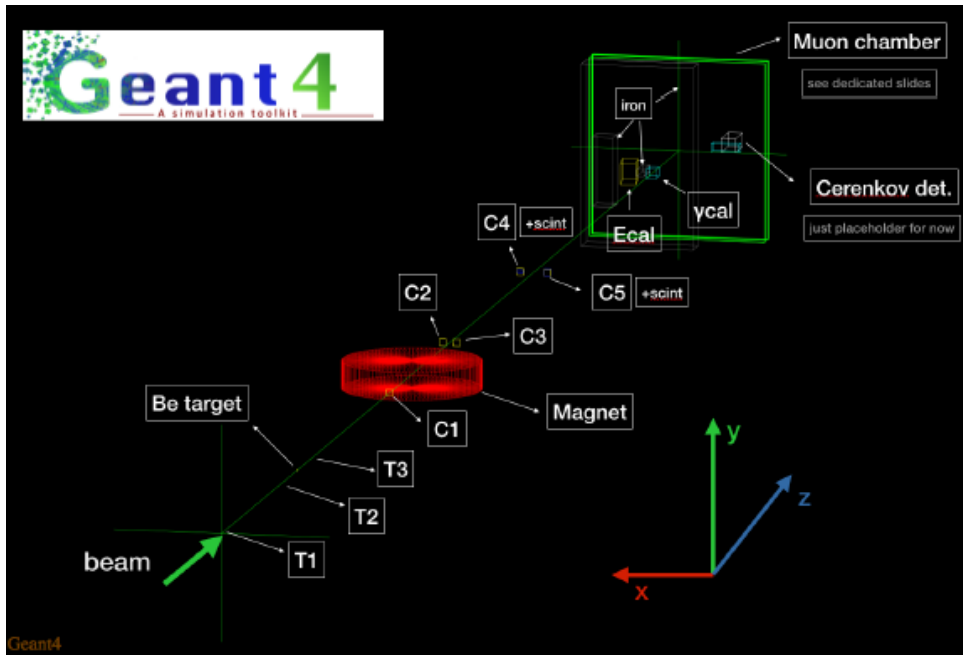 Geant 4
A simulation toolkit
Muon chamber
see dedicated slides
iron
Cerenkov det.
just placeholder for now
γcal
Ecal
C4 +scint
C5 +scint
C2
C3
Be target
Magnet
C1
T3
T2
T1
beam
y
z
x
Geant4